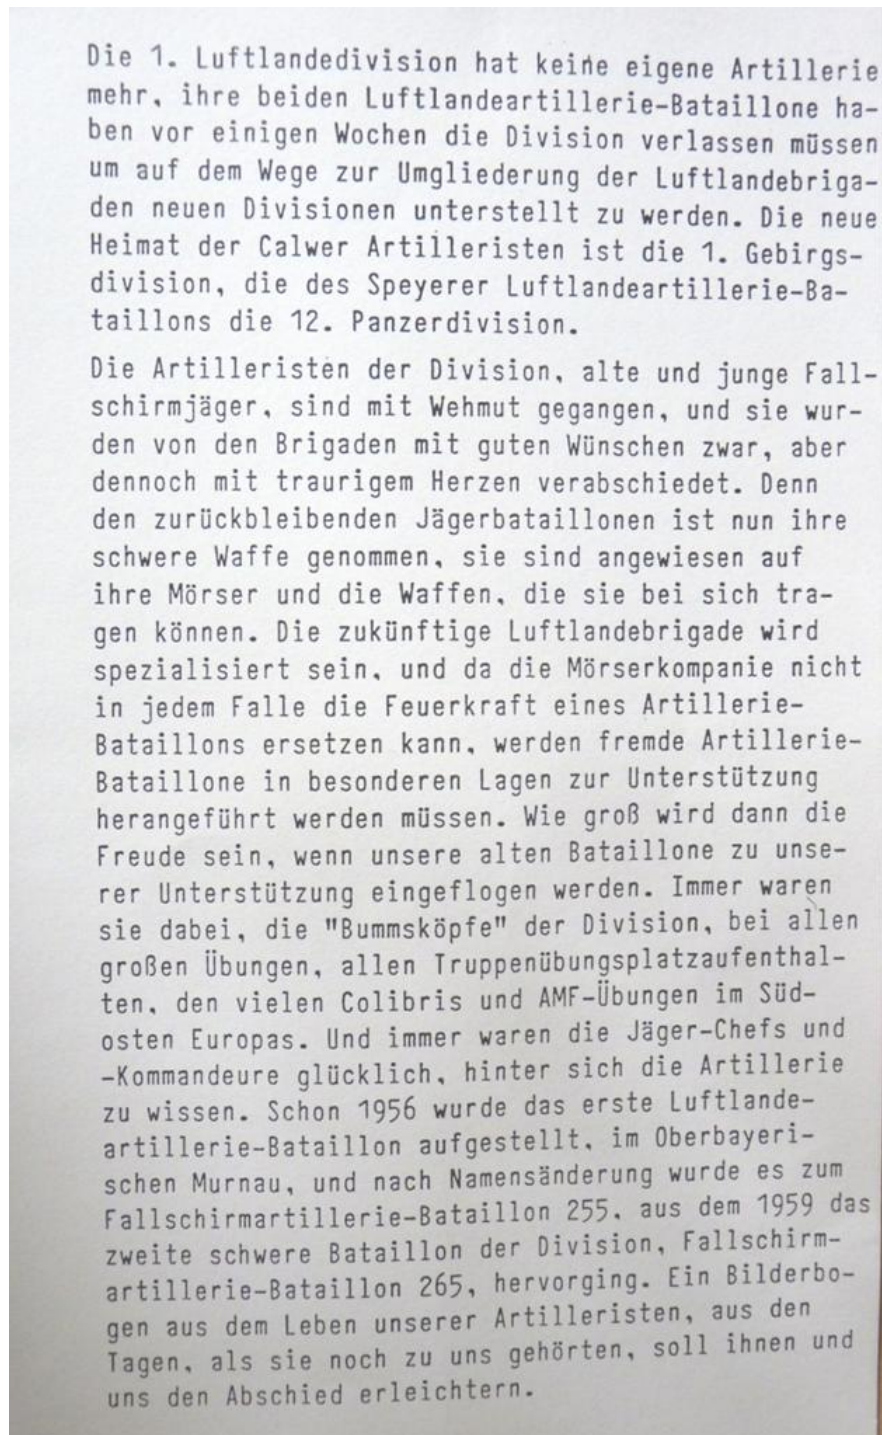 Die 1. Luftlandedivision hat keine eigene Artillerie
mehr, ihre beiden Luftlandeartillerie-Bataillone ha-
ben vor einigen Wochen die Division verlassen müssen
um auf dem Wege zur Umgliederung der Luftlandebriga-
den neuen Divisionen unterstellt zu werden. Die neue
Heimat der Calwer Artilleristen ist die 1. Gebirgs-
division, die des Speyerer Luftlandeartillerie-Ba-
taillons die 12. Panzerdivision.
Die Artilleristen der Division, alte und junge Fall-
schirmjäger, sind mit Wehmut gegangen, und sie wur-
den von den Brigaden mit guten Wünschen zwar, aber
dennoch mit traurigem Herzen verabschiedet. Denn
den zurückbleibenden Jägerbataillonen ist nun ihre
schwere Waffe genommen, sie sind angewiesen auf
ihre Mörser und die Waffen, die sie bei sich tra-
gen können. Die zukünftige Luftlandebrigade wird
spezialisiert sein, und da die Mörserkompanie nicht
in jedem Falle die Feuerkraft eines Artillerie-
Bataillons ersetzen kann, werden fremde Artillerie-
Bataillone in besonderen Lagen zur Unterstützung
herangeführt werden müssen. Wie groß wird dann die
Freude sein, wenn unsere alten Bataillone zu unse-
rer Unterstützung eingeflogen werden. Immer waren
sie dabei, die "Bummsköpfe" der Division, bei allen
großen Übungen, allen Truppenübungsplatzaufenthal-
ten, den vielen Colibris und AMF-Übungen im Süd-
osten Europas. Und immer waren die Jäger-Chefs und
-Kommandeure glücklich, hinter sich die Artillerie
zu wissen. Schon 1956 wurde das erste Luftlande-
artillerie-Bataillon aufgestellt, im Oberbayeri-
schen Murnau, und nach Namensänderung wurde es zum
Fallschirmartillerie-Bataillon 255, aus dem 1959 das
zweite schwere Bataillon der Division, Fallschirm-
artillerie-Bataillon 265, hervorging. Ein Bilderbo-
gen aus dem Leben unserer Artilleristen, aus den
Tagen, als sie noch zu uns gehörten, soll ihnen und
uns den Abschied erleichtern.